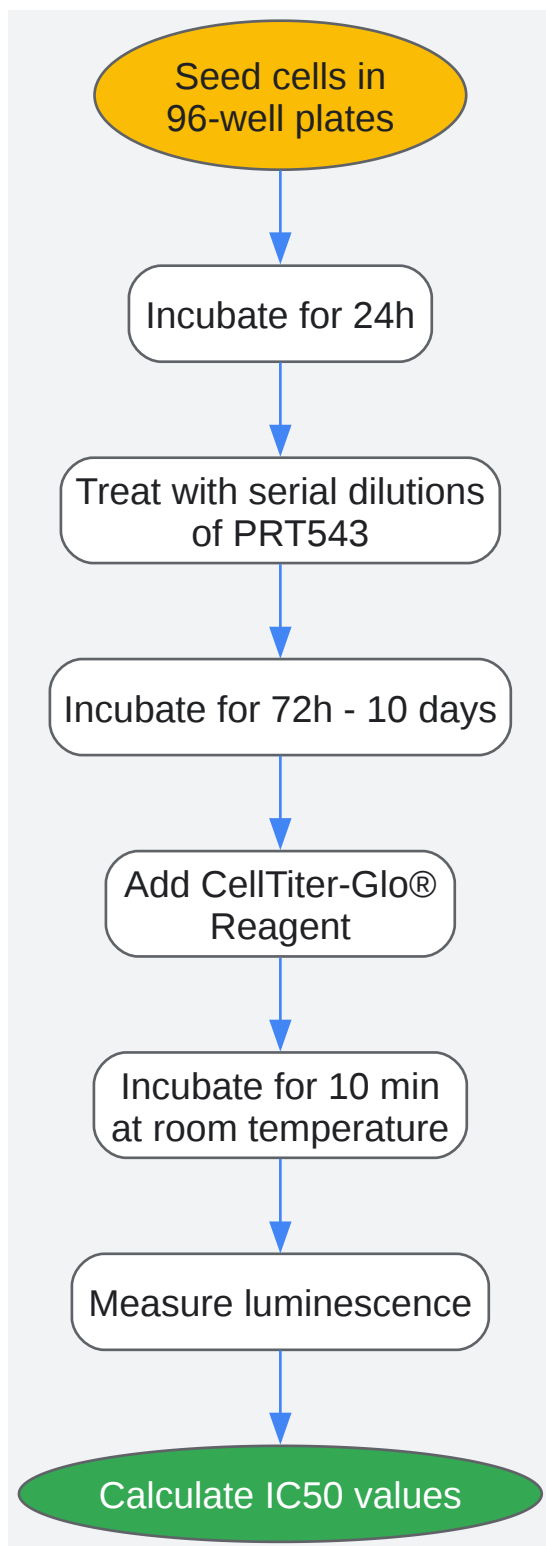 Seed cells in
96-well plates
Incubate for 24h
Treat with serial dilutions
of PRT543
Incubate for 72h - 10 days
Add CellTiter-Glo®
Reagent
Incubate for 10 min
at room temperature
Measure luminescence
Calculate IC50 values